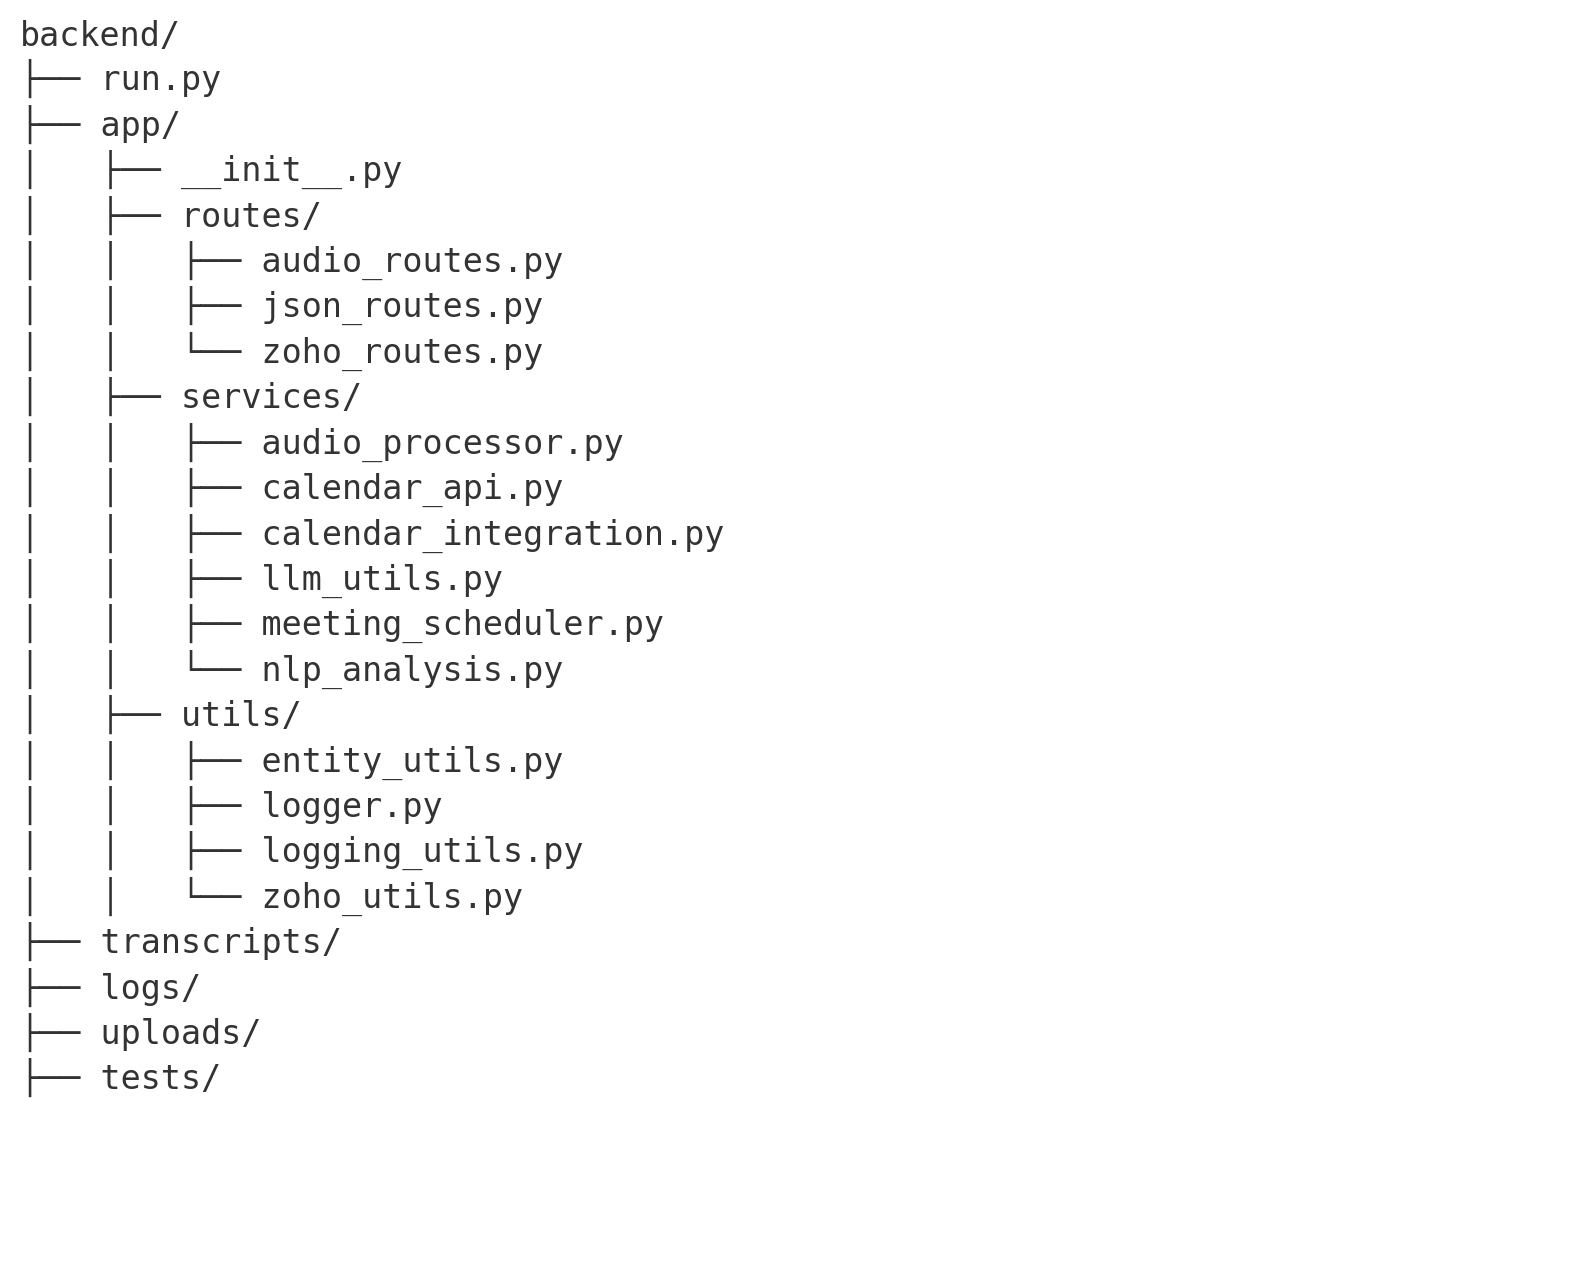 backend/
├── run.py
├── app/
│   ├── __init__.py
│   ├── routes/
│   │   ├── audio_routes.py
│   │   ├── json_routes.py
│   │   └── zoho_routes.py
│   ├── services/
│   │   ├── audio_processor.py
│   │   ├── calendar_api.py
│   │   ├── calendar_integration.py
│   │   ├── llm_utils.py
│   │   ├── meeting_scheduler.py
│   │   └── nlp_analysis.py
│   ├── utils/
│   │   ├── entity_utils.py
│   │   ├── logger.py
│   │   ├── logging_utils.py
│   │   └── zoho_utils.py
├── transcripts/
├── logs/
├── uploads/
├── tests/